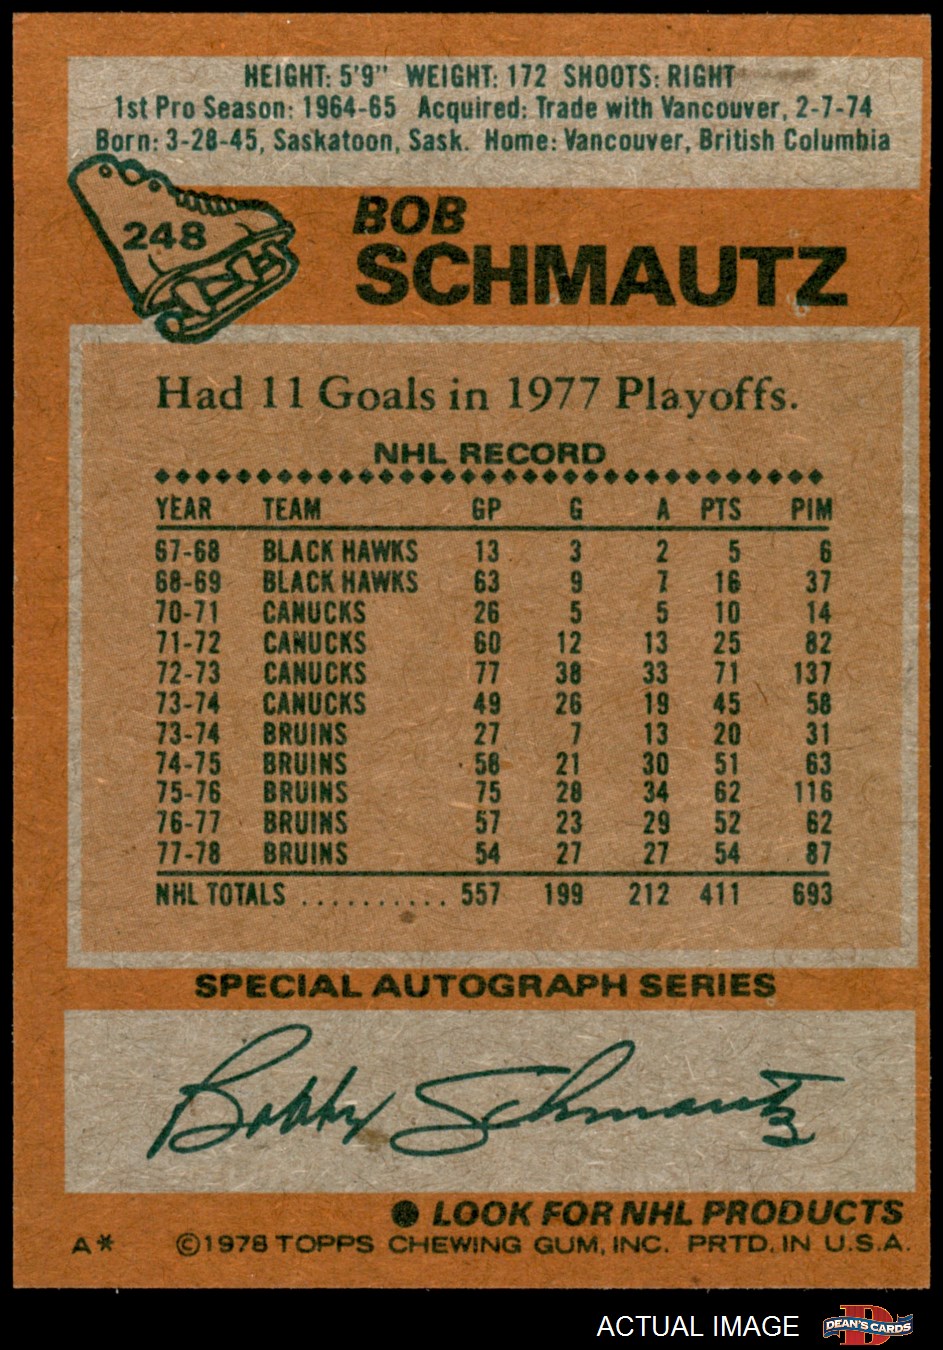 HEIGHT: 5'9" WEIGHT: 172 SHOOTS: RIGHT
1st Pro Season: 1964-65 Acquired: Trade with Vancouver, 2-7-74
Born: 3-28-45, Saskatoon, Sask. Home: Vancouver, British Columbia
248
BOB
SCHMAUTZ
Had 11 Goals in 1977 Playoffs.
NHL RECORD
YEAR TEAM GP G A PTS PIM
67-68 BLACK HAWKS 13 3 2 5 6
68-69 BLACK HAWKS 63 9 7 16 37
70-71 CANUCKS 26 5 5 10 14
71-72 CANUCKS 60 12 13 25 82
72-73 CANUCKS 77 38 33 71 137
73-74 CANUCKS 49 26 19 45 58
73-74 BRUINS 27 7 13 20 31
74-75 BRUINS 56 21 30 51 63
75-76 BRUINS 75 28 34 62 116
76-77 BRUINS 57 23 29 52 62
77-78 BRUINS 54 27 27 54 87
NHL TOTALS .......... 557 199 212 411 693
SPECIAL AUTOGRAPH SERIES
Bobby Schmautz
● LOOK FOR NHL PRODUCTS
A* ©1978 TOPPS CHEWING GUM, INC. PRTD. IN U.S.A.
ACTUAL IMAGE DEAN'S CARDS